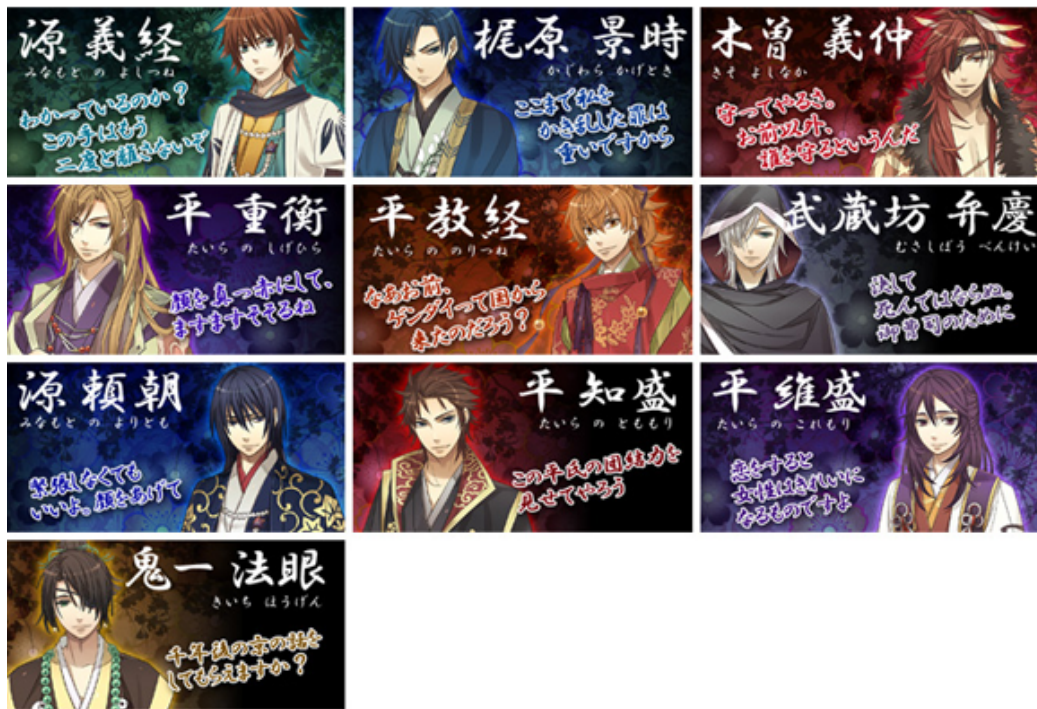 源 義経
みなもと の よしつね
わかっているのか？
この手はもう
二度と離さないぞ
梶原 景時
かじわら かげとき
ここまで私を
かき乱した罪は
重いですから
木曽 義仲
きそ よしなか
守ってやるさ。
お前以外、
誰を守るというんだ
平 重衡
たいら の しげひら
顔を真っ赤にして、
ますますそそるね
平 教経
たいら の のりつね
なあお前、
ゲンダイって国から
来たのだろう？
武蔵坊 弁慶
むさしぼう べんけい
決して
死んではならぬ。
御曹司のために
源 頼朝
みなもと の よりとも
緊張しなくても
いいよ。顔をあげて
平 知盛
たいら の とももり
この平氏の団結力を
見せてやろう
平 維盛
たいら の これもり
恋をすると
女性はきれいに
なるものですよ
鬼一 法眼
きいち ほうげん
千年後の京の話を
してもらえますか？